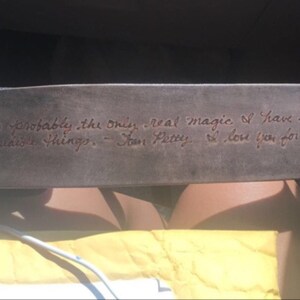 probably the only real magic I have
things. - Tom Petty I love you for